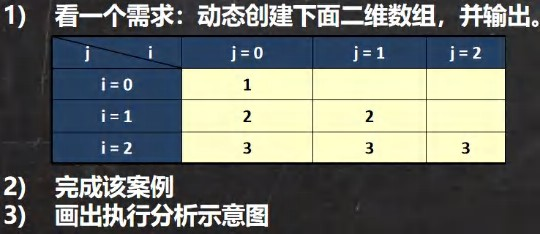 1) 看一个需求：动态创建下面二维数组，并输出。
j i j = 0 j = 1 j = 2
i = 0 1
i = 1 2 2
i = 2 3 3 3
2) 完成该案例
3) 画出执行分析示意图